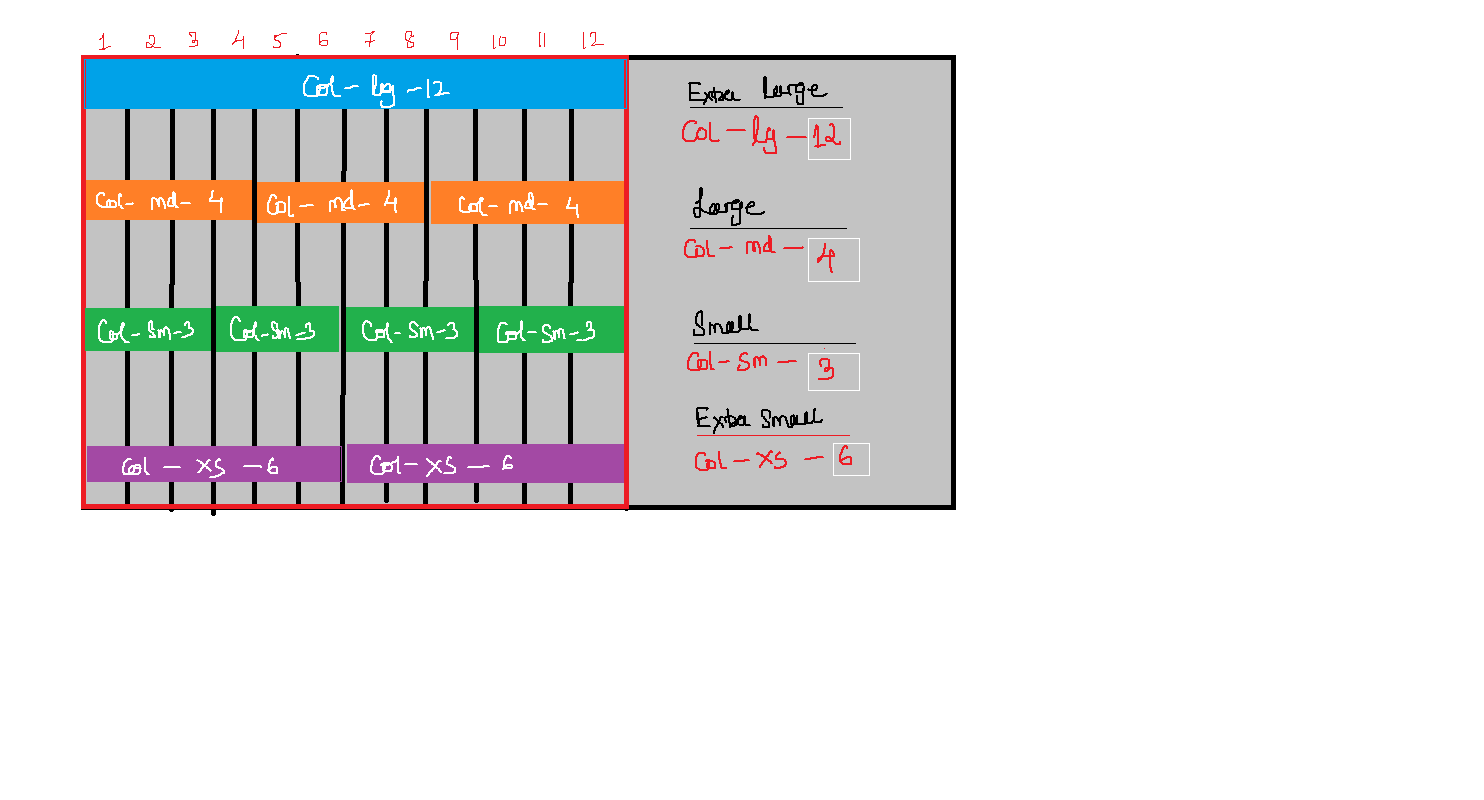 1 2 3 4 5 6 7 8 9 10 11 12
Col - lg - 12
Col - md - 4 Col - md - 4 Col - md - 4
Col - Sm - 3 Col - Sm - 3 Col - Sm - 3 Col - Sm - 3
Col - XS - 6 Col - XS - 6
Extra Large
Col - lg - 12
Large
Col - md - 4
Small
Col - Sm - 3
Extra Small
Col - XS - 6